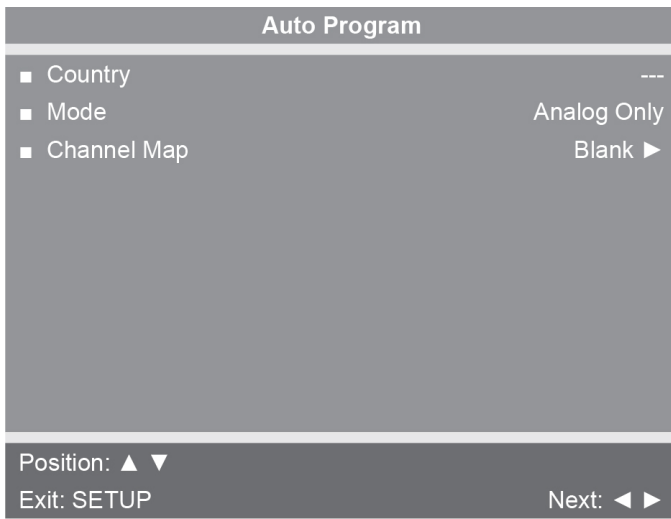 Auto Program
■ Country ---
■ Mode Analog Only
■ Channel Map Blank ►
Position: ▲ ▼
Exit: SETUP Next: ◄ ►